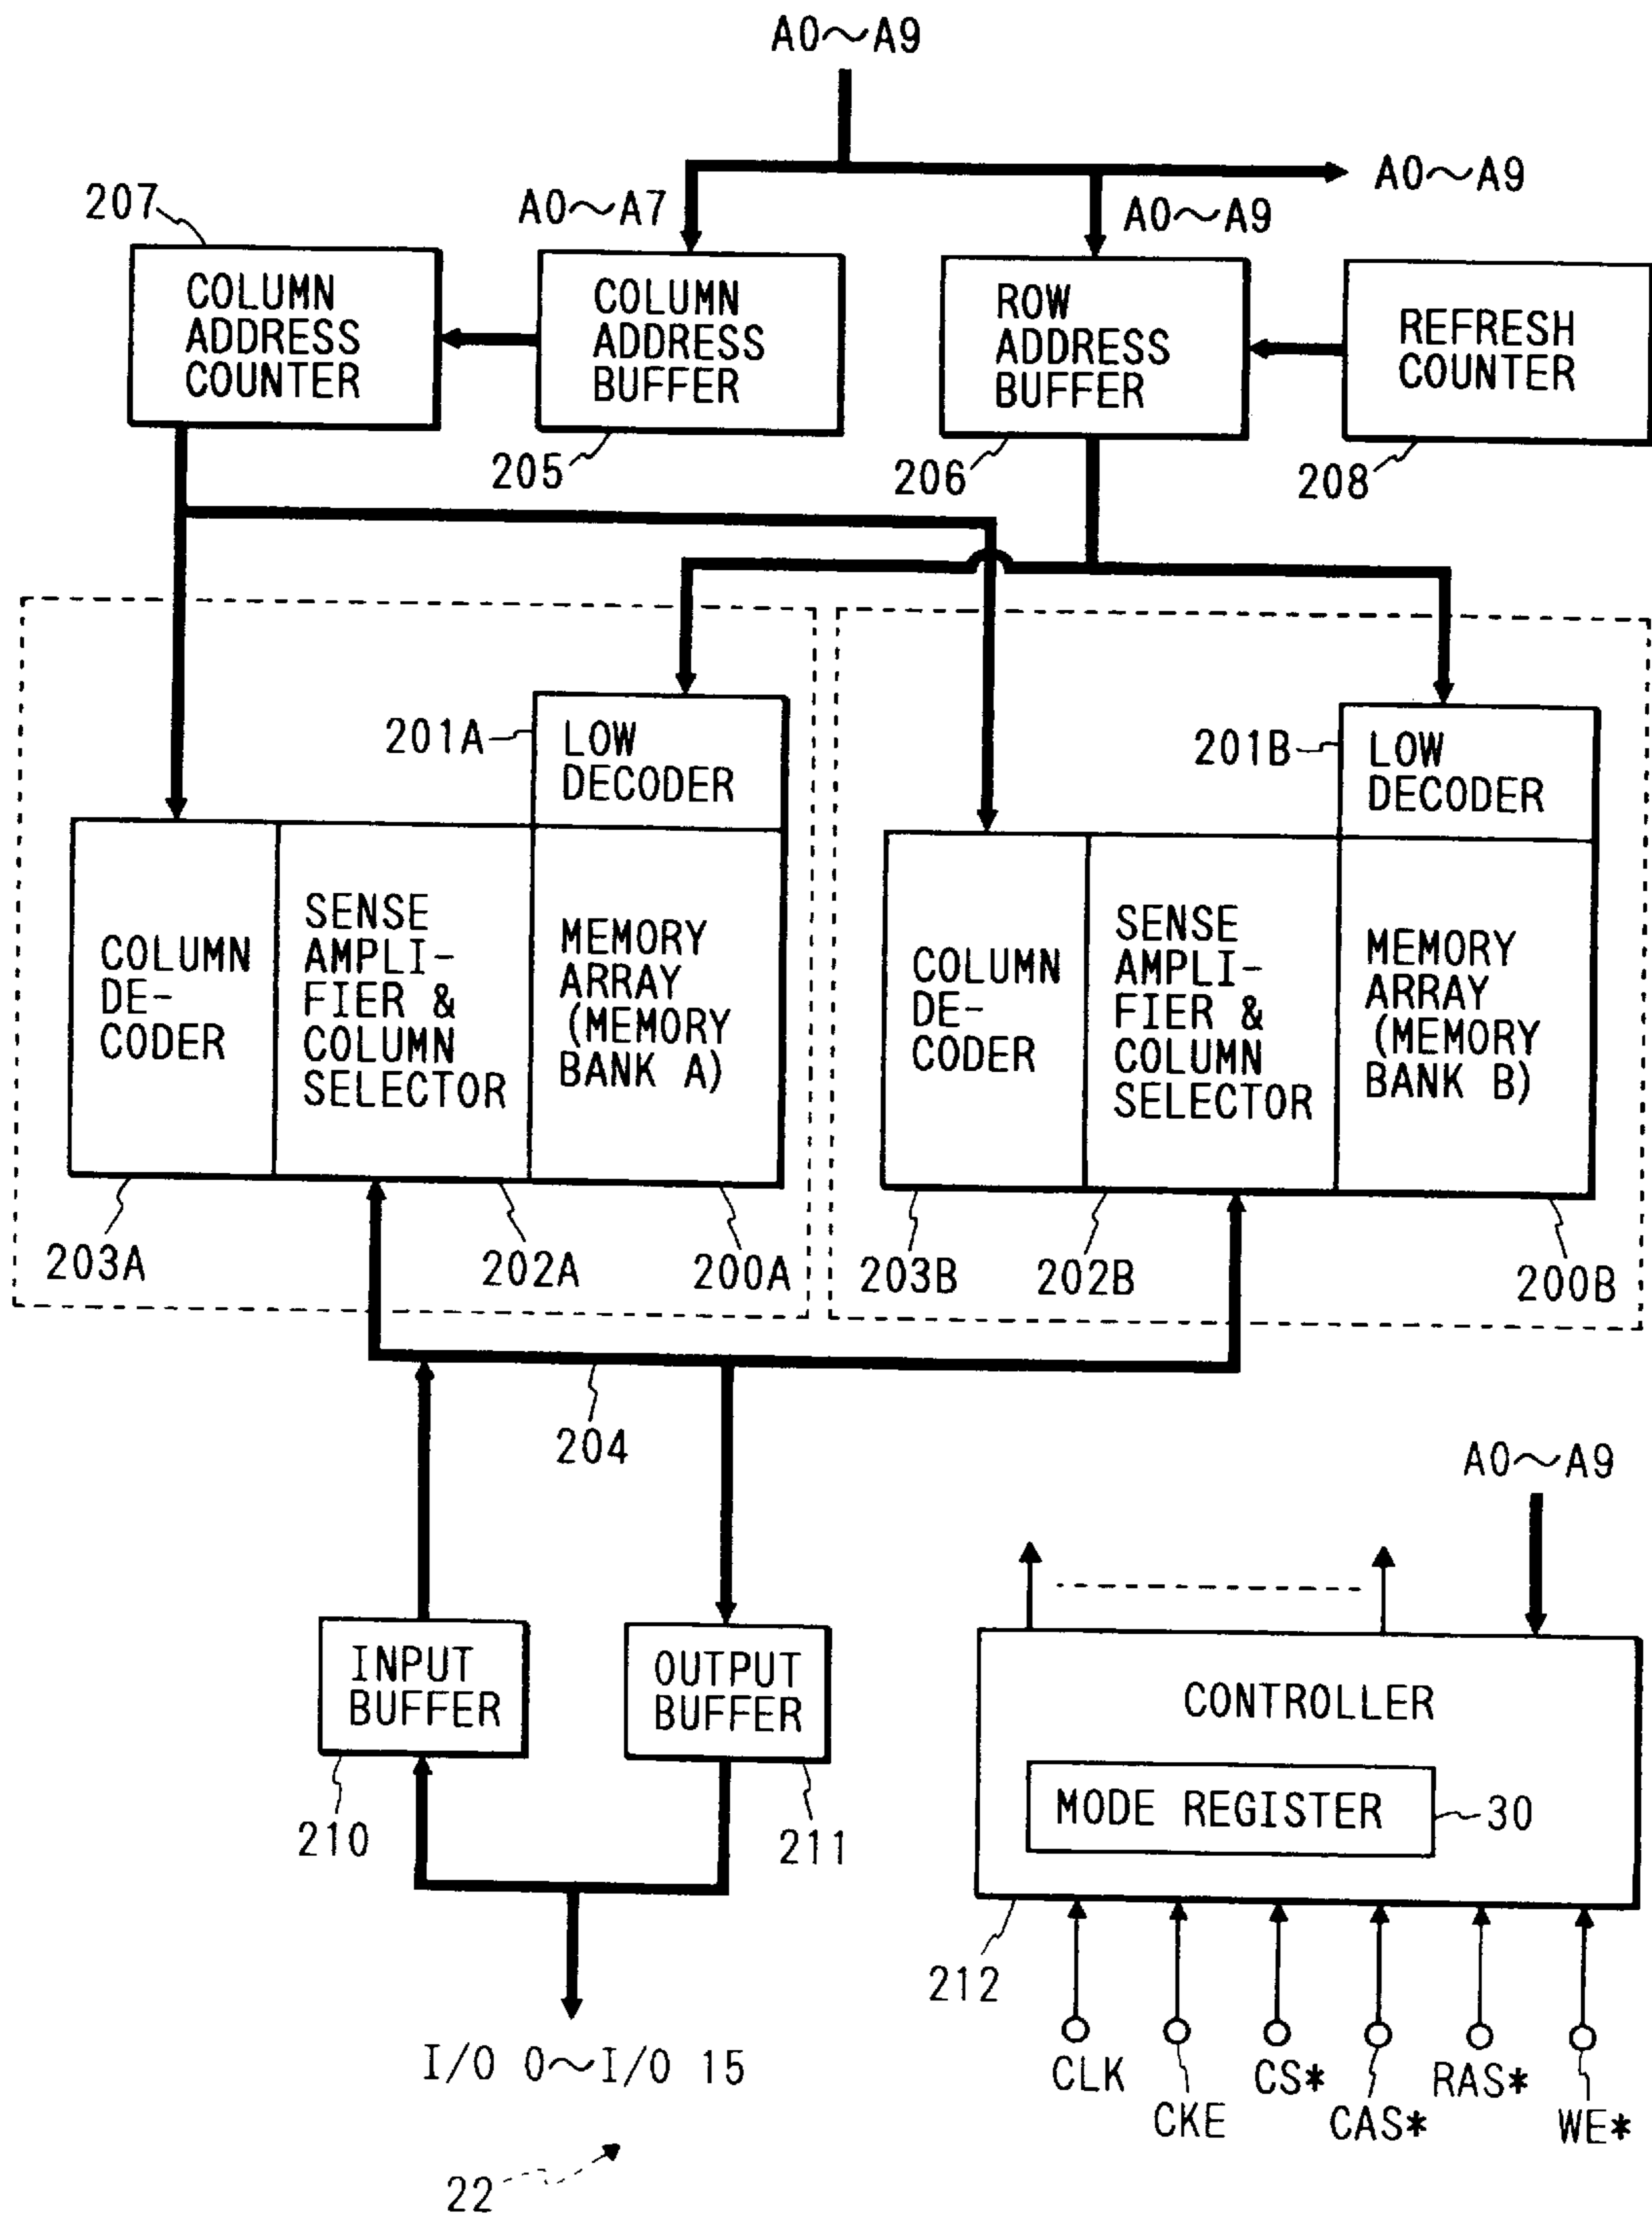 A0~A9
A0~A9
207
A0~A7
A0~A9
COLUMN
ADDRESS
COUNTER
COLUMN
ADDRESS
BUFFER
ROW
ADDRESS
BUFFER
REFRESH
COUNTER
205
206
208
201A
LOW
DECODER
201B
LOW
DECODER
COLUMN
DE-
CODER
SENSE
AMPLI-
FIER &
COLUMN
SELECTOR
MEMORY
ARRAY
(MEMORY
BANK A)
COLUMN
DE-
CODER
SENSE
AMPLI-
FIER &
COLUMN
SELECTOR
MEMORY
ARRAY
(MEMORY
BANK B)
203A
202A
200A
203B
202B
200B
204
A0~A9
INPUT
BUFFER
OUTPUT
BUFFER
CONTROLLER
MODE REGISTER
30
210
211
212
I/O 0~I/O 15
CLK
CKE
CS*
CAS*
RAS*
WE*
22